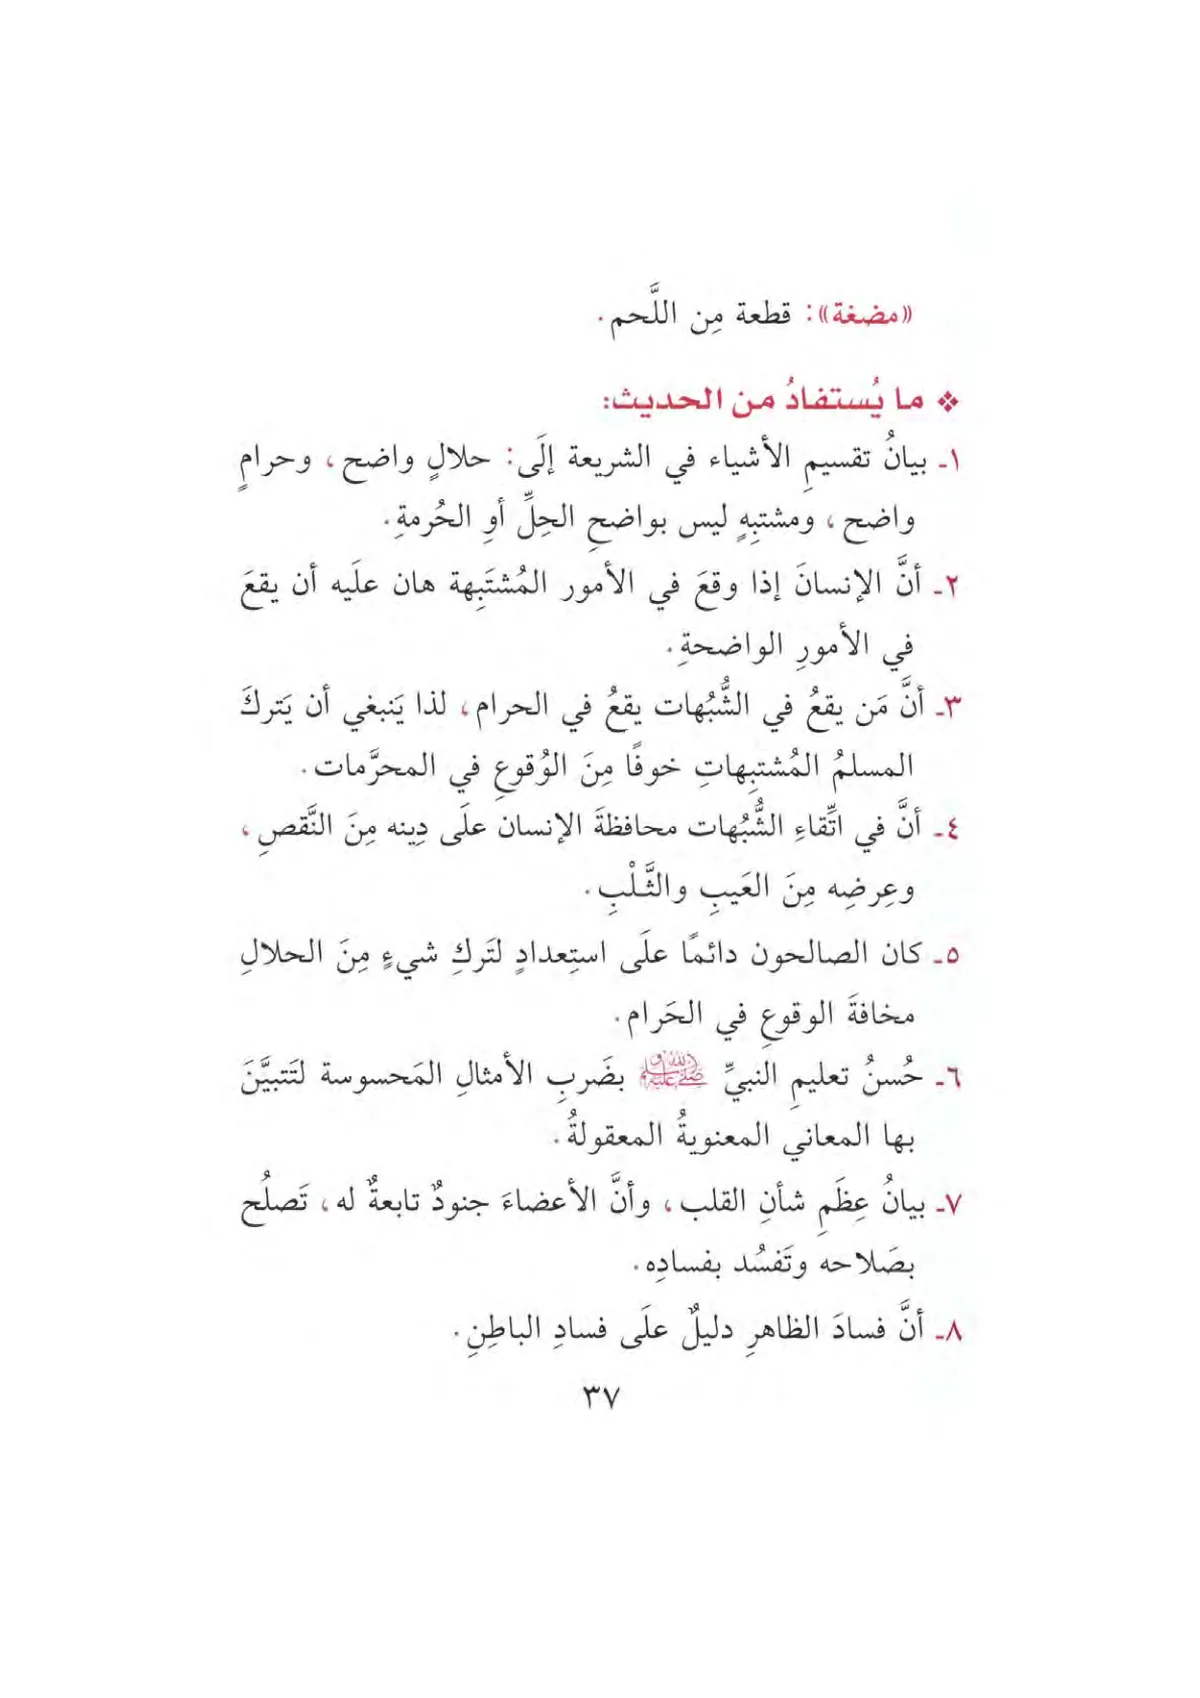 «مضغة»: قطعة مِن اللَّحم.
❖ ما يُستفادُ من الحديث:
١- بيانُ تقسيمِ الأشياء في الشريعة إلَى: حلالٍ واضح، وحرامٍ
واضح، ومشتبِهٍ ليس بواضحِ الحِلِّ أوِ الحُرمةِ.
٢- أنَّ الإنسانَ إذا وقعَ في الأمور المُشتَبِهة هان علَيه أن يقعَ
في الأمورِ الواضحةِ.
٣- أنَّ مَن يقعُ في الشُّبُهات يقعُ في الحرام، لذا يَنبغي أن يَتركَ
المسلمُ المُشتبِهاتِ خوفًا مِنَ الوُقوعِ في المحرَّمات.
٤- أنَّ في اتِّقاءِ الشُّبُهات محافظةَ الإنسان علَى دِينه مِنَ النَّقصِ،
وعِرضِه مِنَ العَيبِ والثَّلْبِ.
٥- كان الصالحون دائمًا علَى استِعدادٍ لتَركِ شيءٍ مِنَ الحلالِ
مخافةَ الوقوعِ في الحَرام.
٦- حُسنُ تعليمِ النبيِّ ﷺ بضَربِ الأمثالِ المَحسوسة لتَتبيَّنَ
بها المعاني المعنويةُ المعقولةُ.
٧- بيانُ عِظَمِ شأنِ القلب، وأنَّ الأعضاءَ جنودٌ تابعةٌ له، تَصلُح
بصَلاحه وتَفسُد بفسادِه.
٨- أنَّ فسادَ الظاهرِ دليلٌ علَى فسادِ الباطِنِ.
٣٧